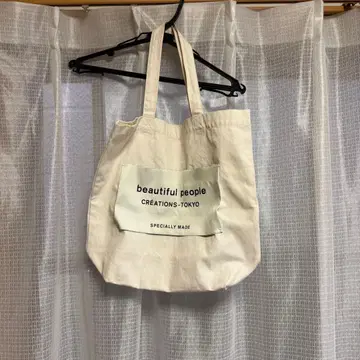 beautiful people
CRÉATIONS-TOKYO
SPECIALLY MADE